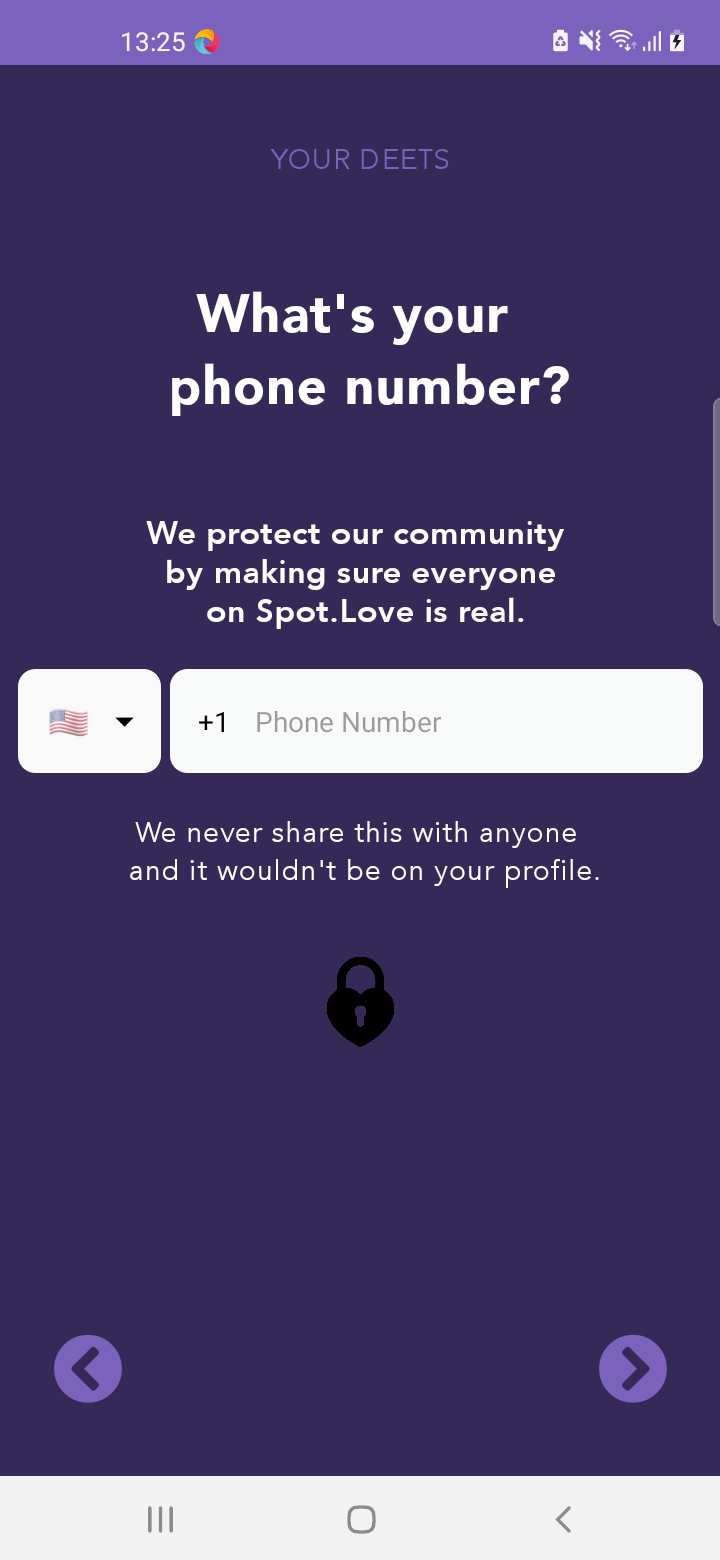 13:25
YOUR DEETS
What's your
phone number?
We protect our community
by making sure everyone
on Spot.Love is real.
+1 Phone Number
We never share this with anyone
and it wouldn't be on your profile.